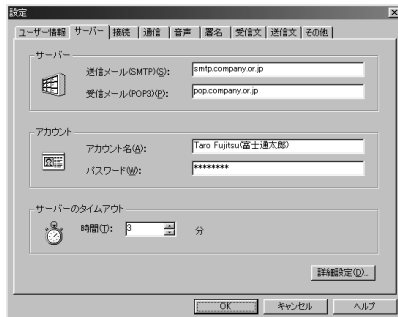 設定
ユーザー情報 サーバー 接続 通信 音声 署名 受信文 送信文 その他
サーバー
送信メール(SMTP)(S): smtp.company.or.jp
受信メール(POP3)(P): pop.company.or.jp
アカウント
アカウント名(A): Taro Fujitsu(富士通太郎)
パスワード(W): ********
サーバーのタイムアウト
時間(T): 3 分
詳細設定(D)...
OK キャンセル ヘルプ